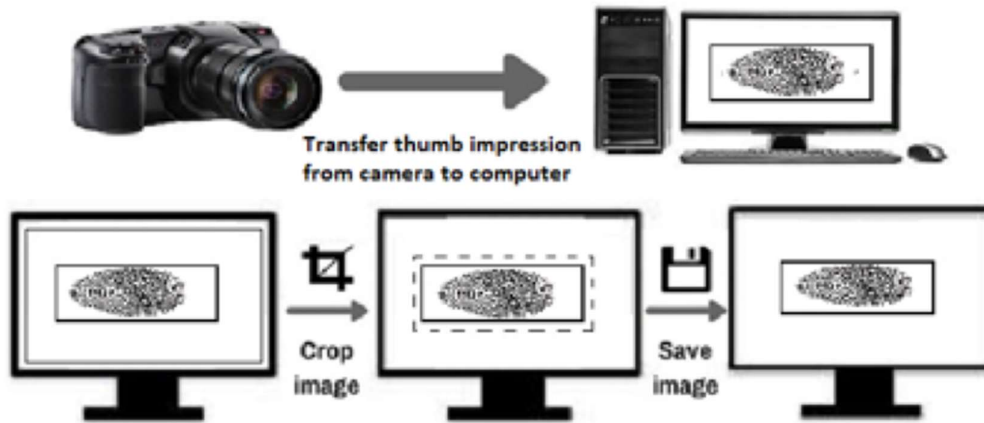 Transfer thumb impression
from camera to computer
Crop
image
Save
image